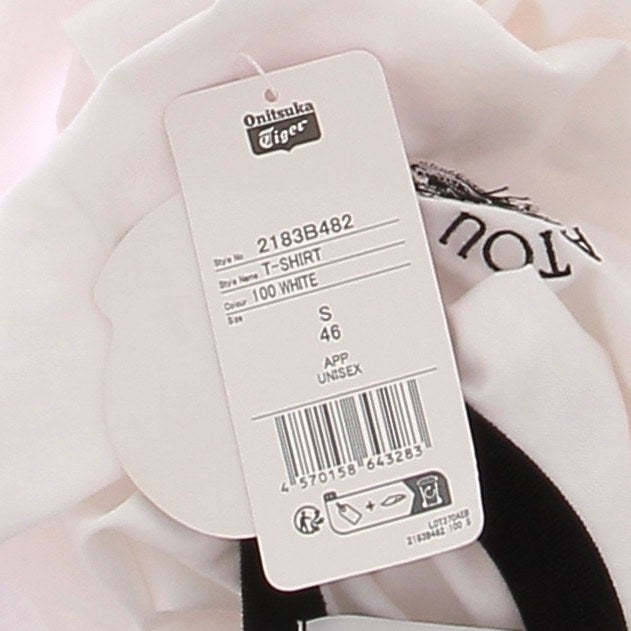 Onitsuka
Tiger
Style No 2183B482
Style Name T-SHIRT
Colour 100 WHITE
Size
S
46
APP
UNISEX
4 570158 643283
LOT370AEB
2183B482 100 S
ATOU